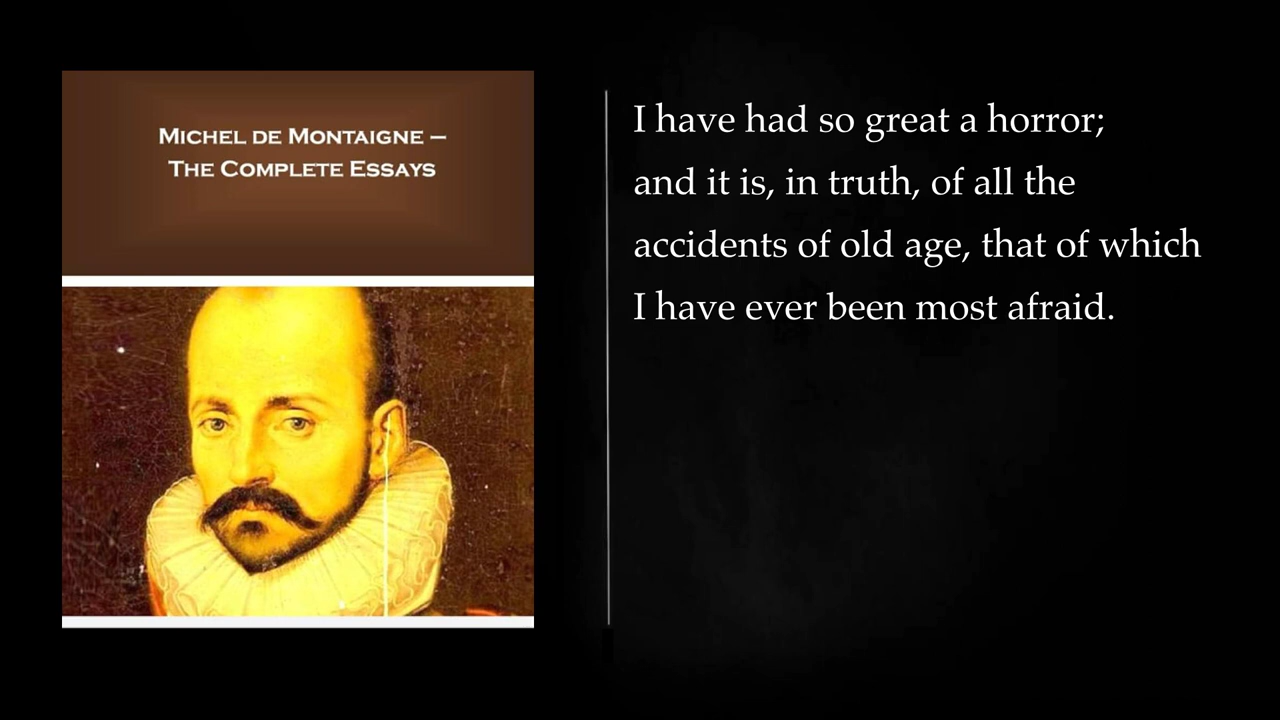 MICHEL DE MONTAIGNE –
THE COMPLETE ESSAYS
I have had so great a horror;
and it is, in truth, of all the
accidents of old age, that of which
I have ever been most afraid.